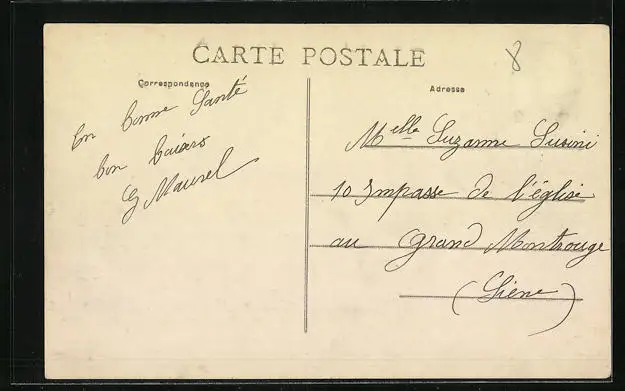 CARTE POSTALE
8
Correspondance
Adresse
En bonne Santé
bon baisers
G Maurel
Melle Suzanne Susini
10 Impasse de l'église
au Grand Montrouge
(Siene)